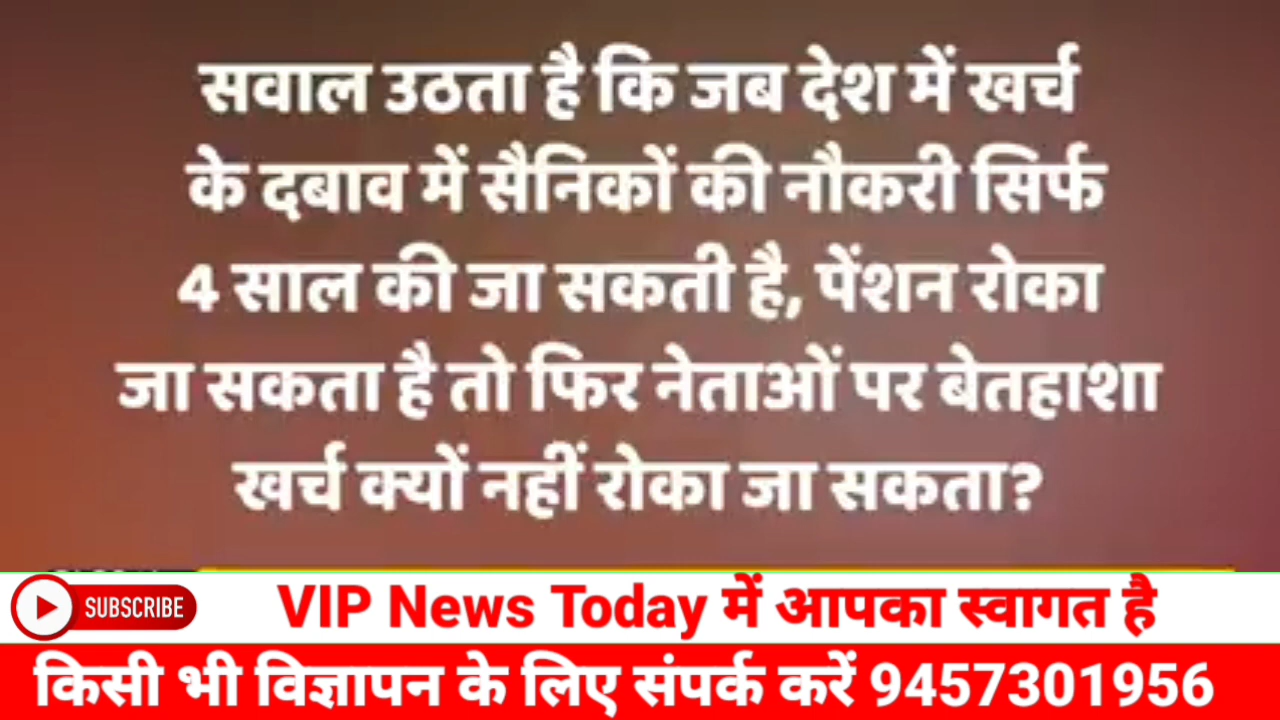 सवाल उठता है कि जब देश में खर्च
के दबाव में सैनिकों की नौकरी सिर्फ
4 साल की जा सकती है, पेंशन रोका
जा सकता है तो फिर नेताओं पर बेतहाशा
खर्च क्यों नहीं रोका जा सकता?
SUBSCRIBE
VIP News Today में आपका स्वागत है
किसी भी विज्ञापन के लिए संपर्क करें 9457301956